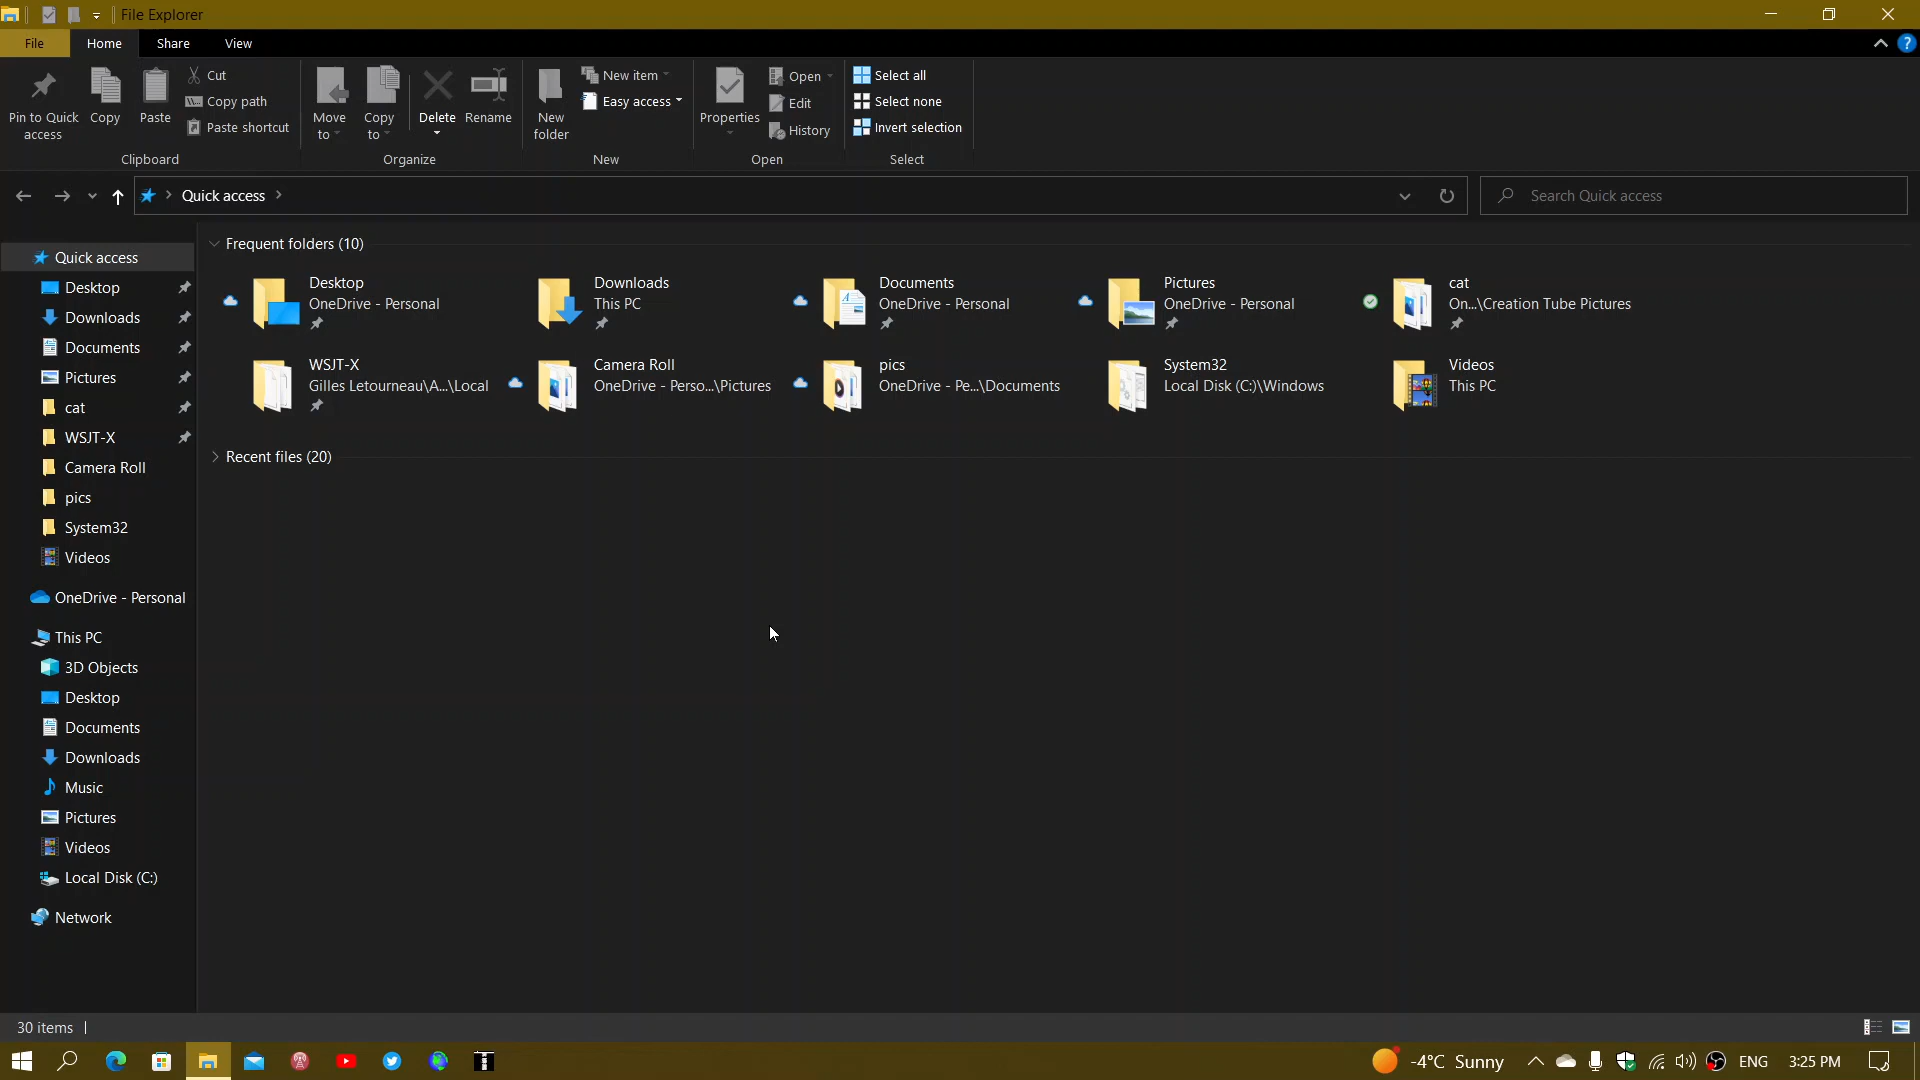 File Explorer
File
Home
Share
View
Pin to Quick
access
Copy
Paste
Cut
Copy path
Paste shortcut
Clipboard
Move
to
Copy
to
Delete
Rename
Organize
New
folder
New item
Easy access
New
Properties
Open
Edit
History
Open
Select all
Select none
Invert selection
Select
Quick access
Search Quick access
Quick access
Desktop
Downloads
Documents
Pictures
cat
WSJT-X
Camera Roll
pics
System32
Videos
OneDrive - Personal
This PC
3D Objects
Desktop
Documents
Downloads
Music
Pictures
Videos
Local Disk (C:)
Network
Frequent folders (10)
Desktop
OneDrive - Personal
Downloads
This PC
Documents
OneDrive - Personal
Pictures
OneDrive - Personal
cat
On...\Creation Tube Pictures
WSJT-X
Gilles Letourneau\A...\Local
Camera Roll
OneDrive - Perso...\Pictures
pics
OneDrive - Pe...\Documents
System32
Local Disk (C:)\Windows
Videos
This PC
Recent files (20)
30 items
-4°C Sunny
ENG
3:25 PM